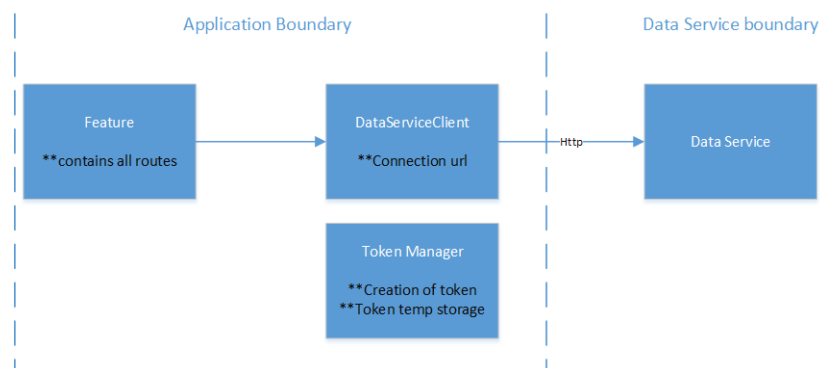 Application Boundary
Data Service boundary
Feature
**contains all routes
DataServiceClient
**Connection url
Http
Data Service
Token Manager
**Creation of token
**Token temp storage